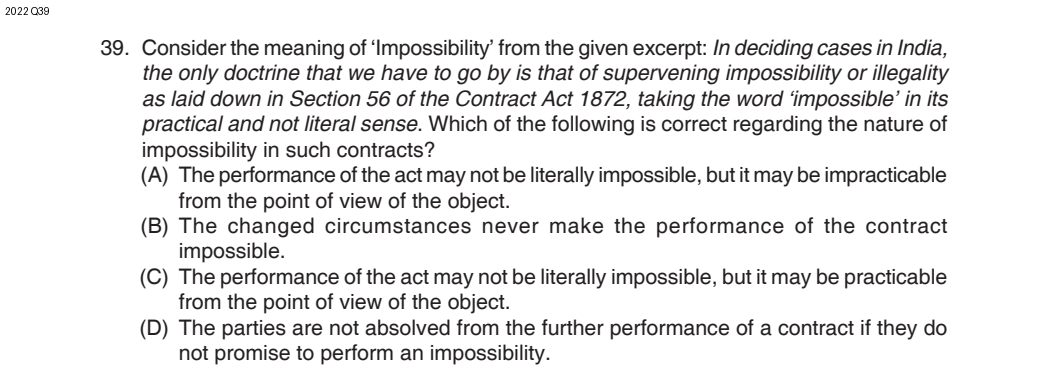 2022 Q39
39. Consider the meaning of ‘Impossibility’ from the given excerpt: In deciding cases in India,
the only doctrine that we have to go by is that of supervening impossibility or illegality
as laid down in Section 56 of the Contract Act 1872, taking the word ‘impossible’ in its
practical and not literal sense. Which of the following is correct regarding the nature of
impossibility in such contracts?
(A) The performance of the act may not be literally impossible, but it may be impracticable
from the point of view of the object.
(B) The changed circumstances never make the performance of the contract
impossible.
(C) The performance of the act may not be literally impossible, but it may be practicable
from the point of view of the object.
(D) The parties are not absolved from the further performance of a contract if they do
not promise to perform an impossibility.